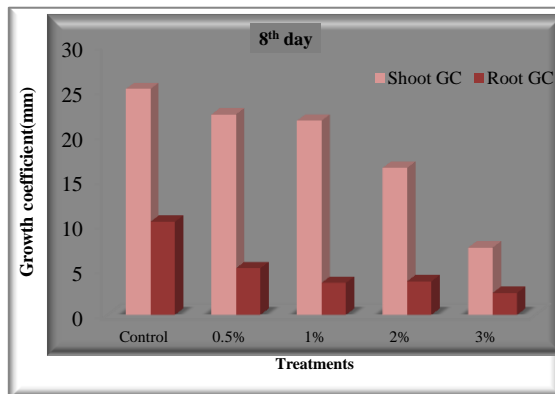 8th day
30
25
20
15
10
5
0
Growth coefficient(mm)
Shoot GC Root GC
Control 0.5% 1% 2% 3%
Treatments